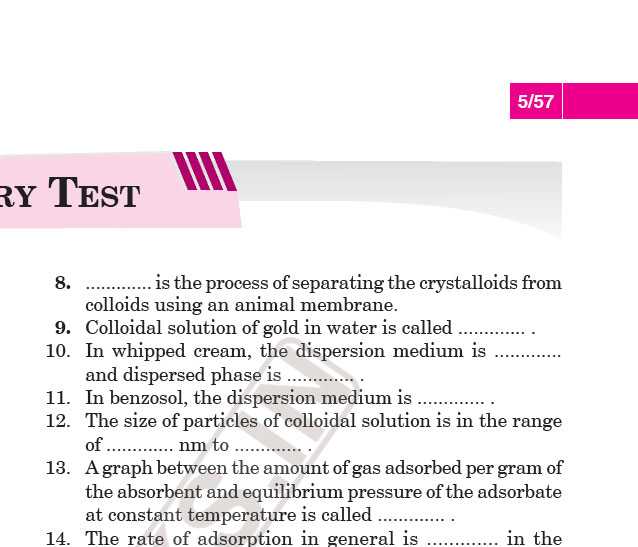 5/57
RY TEST
8. ............. is the process of separating the crystalloids from
colloids using an animal membrane.
9. Colloidal solution of gold in water is called ............. .
10. In whipped cream, the dispersion medium is .............
and dispersed phase is ............. .
11. In benzosol, the dispersion medium is ............. .
12. The size of particles of colloidal solution is in the range
of ............. nm to ............. .
13. A graph between the amount of gas adsorbed per gram of
the absorbent and equilibrium pressure of the adsorbate
at constant temperature is called ............. .
14. The rate of adsorption in general is ............. in the
S.IN